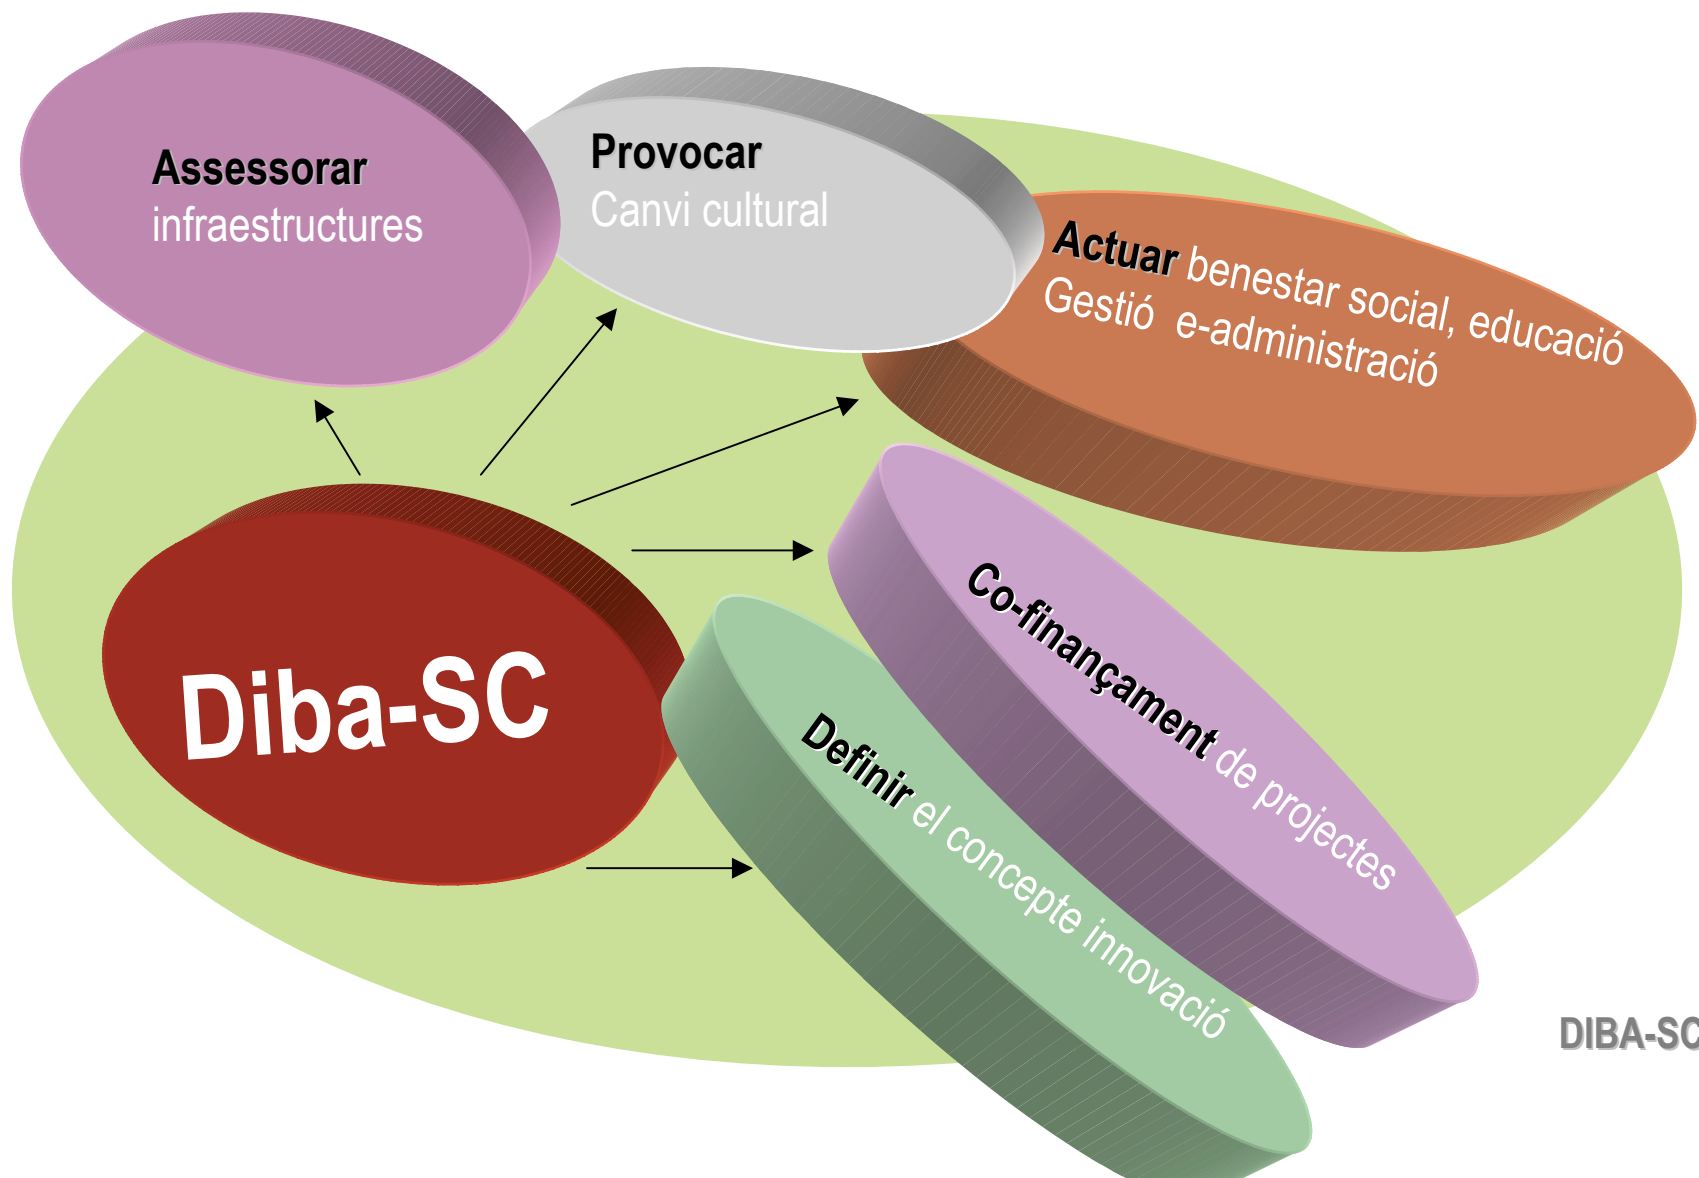 Assessorar
infraestructures
Provocar
Canvi cultural
Actuar benestar social, educació
Gestió e-administració
Co-finançament de projectes
Diba-SC
Definir el concepte innovació
DIBA-SC